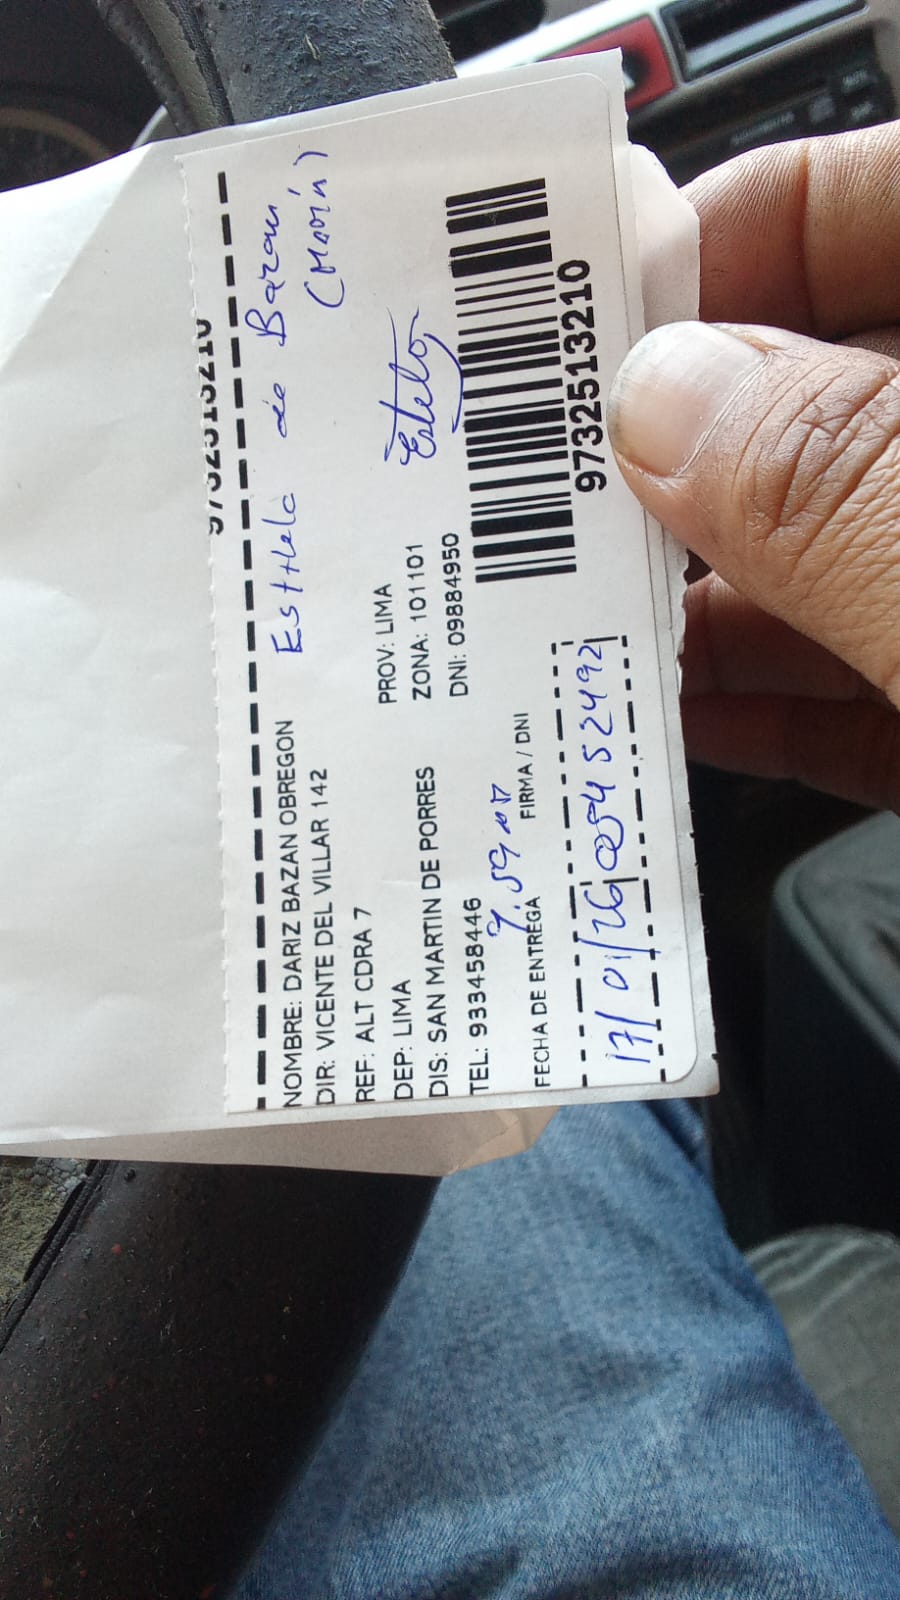 NOMBRE: DARIZ BAZAN OBREGON
Estela de Bazan
DIR: VICENTE DEL VILLAR 142
(Mamá)
REF: ALT CDRA 7
DEP: LIMA PROV: LIMA
Estela
DIS: SAN MARTIN DE PORRES ZONA: 101101
TEL: 933458446 DNI: 09884950
FECHA DE ENTREGA FIRMA / DNI
9732513210
17/01/26